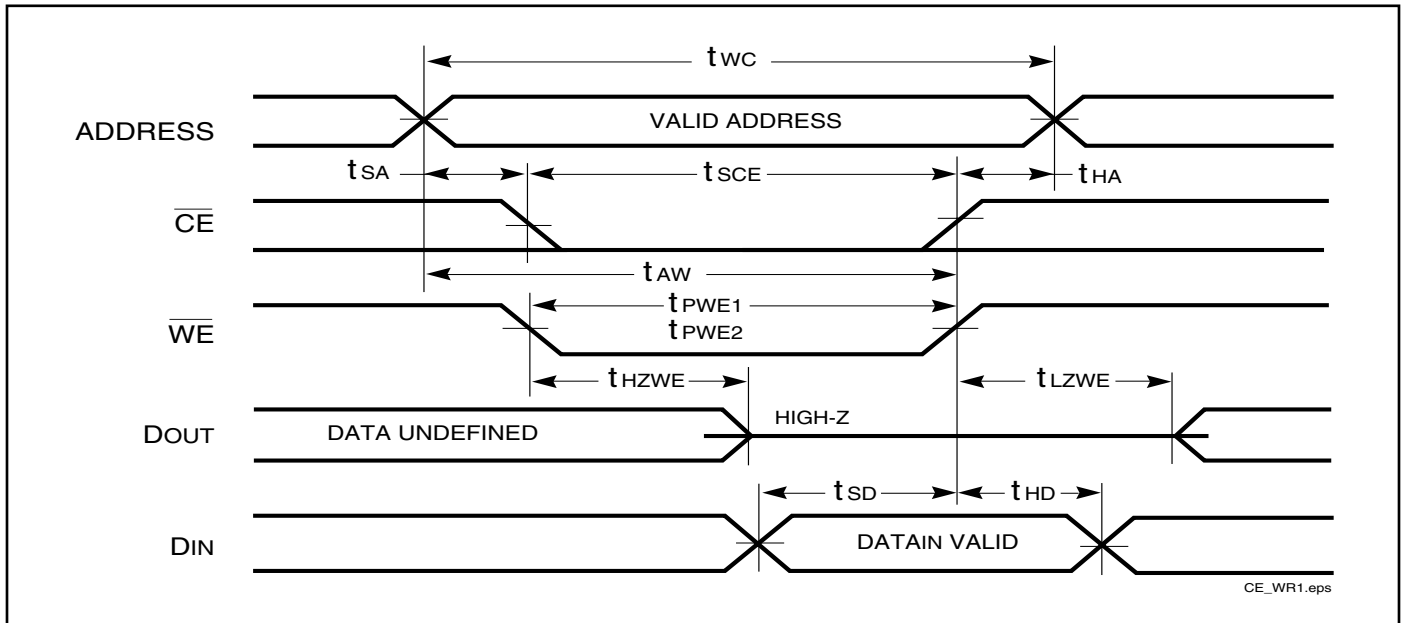 tWC
ADDRESS
VALID ADDRESS
tSA
tSCE
tHA
CE
tAW
WE
tPWE1
tPWE2
tHZWE
tLZWE
DOUT
DATA UNDEFINED
HIGH-Z
tSD
tHD
DIN
DATAIN VALID
CE_WR1.eps